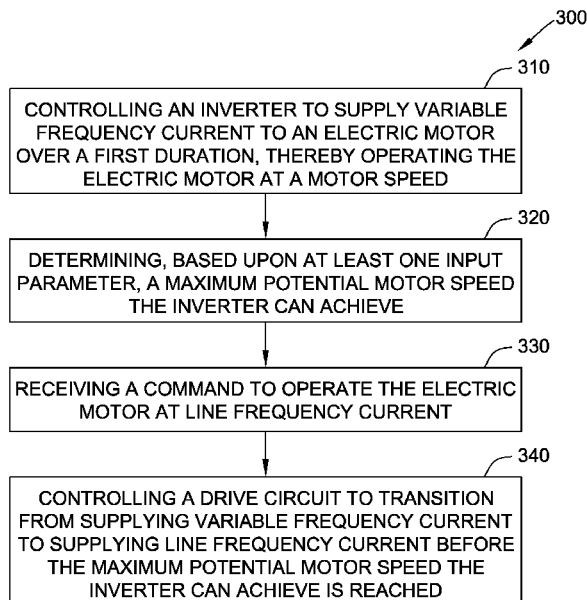 300
310
CONTROLLING AN INVERTER TO SUPPLY VARIABLE
FREQUENCY CURRENT TO AN ELECTRIC MOTOR
OVER A FIRST DURATION, THEREBY OPERATING THE
ELECTRIC MOTOR AT A MOTOR SPEED
320
DETERMINING, BASED UPON AT LEAST ONE INPUT
PARAMETER, A MAXIMUM POTENTIAL MOTOR SPEED
THE INVERTER CAN ACHIEVE
330
RECEIVING A COMMAND TO OPERATE THE ELECTRIC
MOTOR AT LINE FREQUENCY CURRENT
340
CONTROLLING A DRIVE CIRCUIT TO TRANSITION
FROM SUPPLYING VARIABLE FREQUENCY CURRENT
TO SUPPLYING LINE FREQUENCY CURRENT BEFORE
THE MAXIMUM POTENTIAL MOTOR SPEED THE
INVERTER CAN ACHIEVE IS REACHED